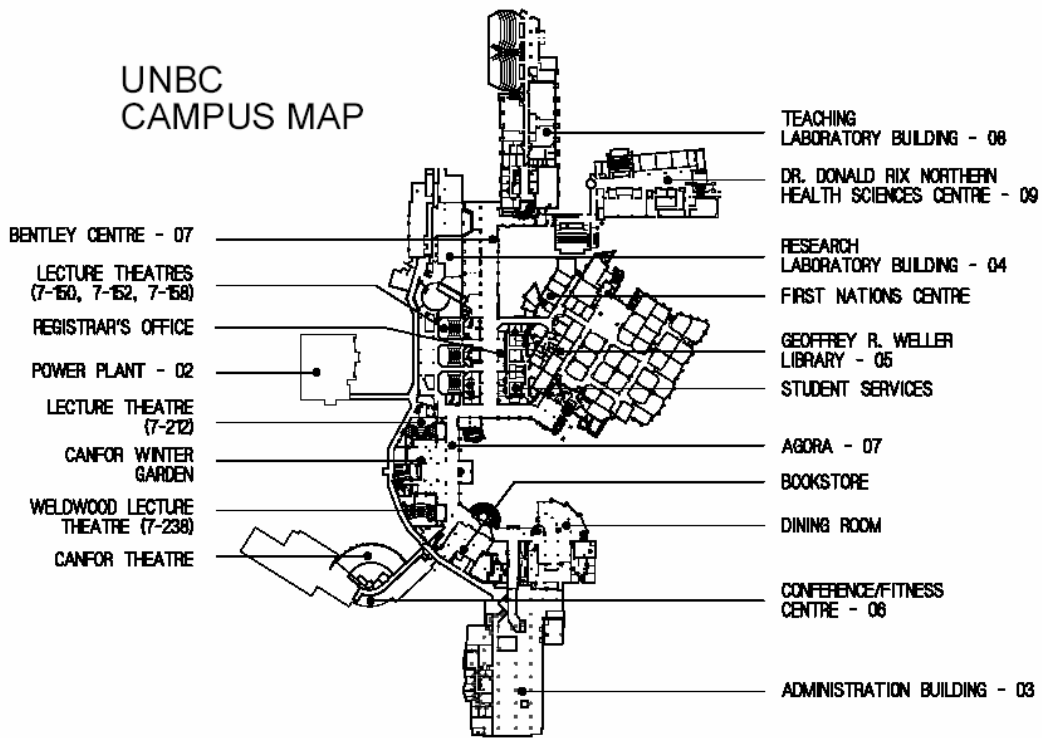 UNBC
CAMPUS MAP
BENTLEY CENTRE - 07
LECTURE THEATRES
(7-150, 7-152, 7-158)
REGISTRAR'S OFFICE
POWER PLANT - 02
LECTURE THEATRE
(7-212)
CANFOR WINTER
GARDEN
WELDWOOD LECTURE
THEATRE (7-238)
CANFOR THEATRE
TEACHING
LABORATORY BUILDING - 08
DR. DONALD RIX NORTHERN
HEALTH SCIENCES CENTRE - 09
RESEARCH
LABORATORY BUILDING - 04
FIRST NATIONS CENTRE
GEOFFREY R. WELLER
LIBRARY - 05
STUDENT SERVICES
AGORA - 07
BOOKSTORE
DINING ROOM
CONFERENCE/FITNESS
CENTRE - 06
ADMINISTRATION BUILDING - 03